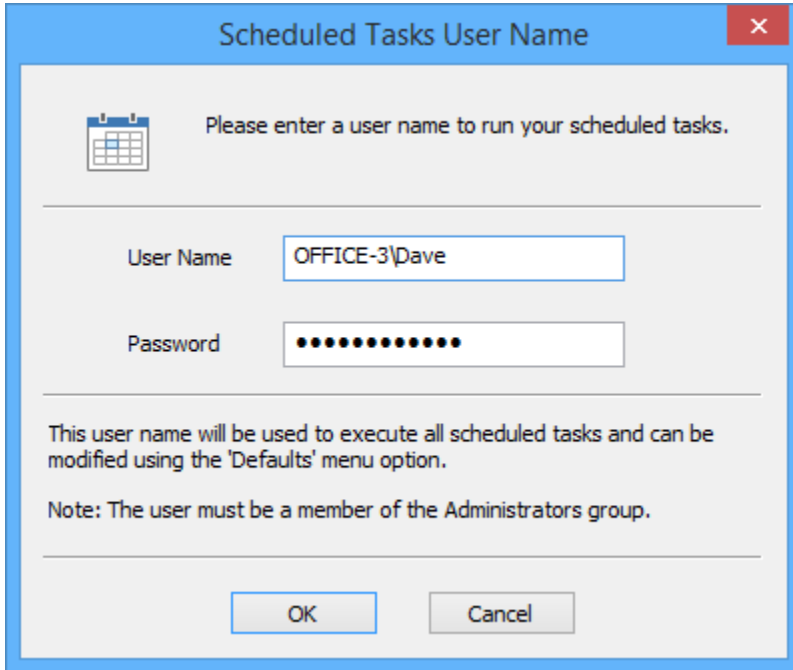 Scheduled Tasks User Name
Please enter a user name to run your scheduled tasks.
User Name OFFICE-3\Dave
Password ●●●●●●●●●●●●
This user name will be used to execute all scheduled tasks and can be
modified using the 'Defaults' menu option.
Note: The user must be a member of the Administrators group.
OK Cancel